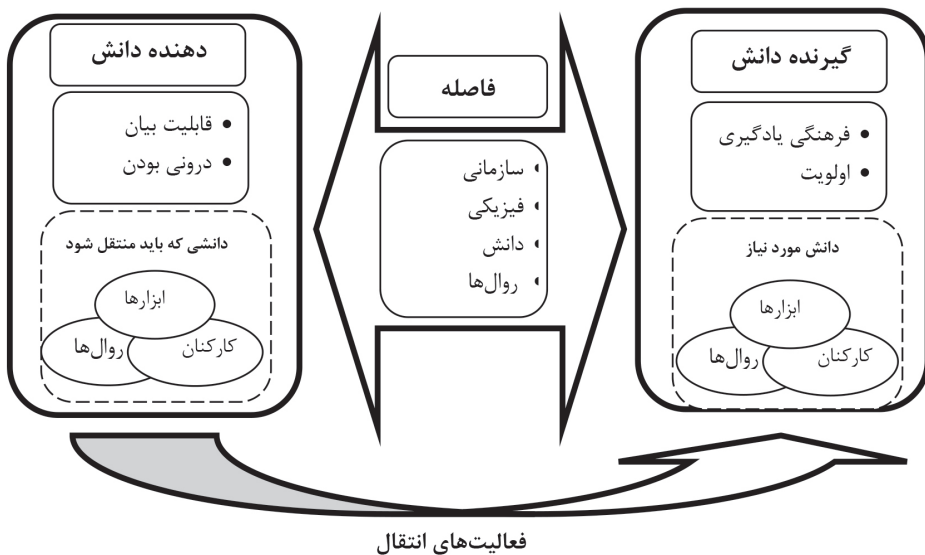 گیرنده دانش
• فرهنگی یادگیری
• اولویت
دانش مورد نیاز
ابزارها
کارکنان
روال‌ها
فاصله
سازمانی
فیزیکی
دانش
روال‌ها
دهنده دانش
• قابلیت بیان
• درونی بودن
دانشی که باید منتقل شود
ابزارها
کارکنان
روال‌ها
فعالیت‌های انتقال